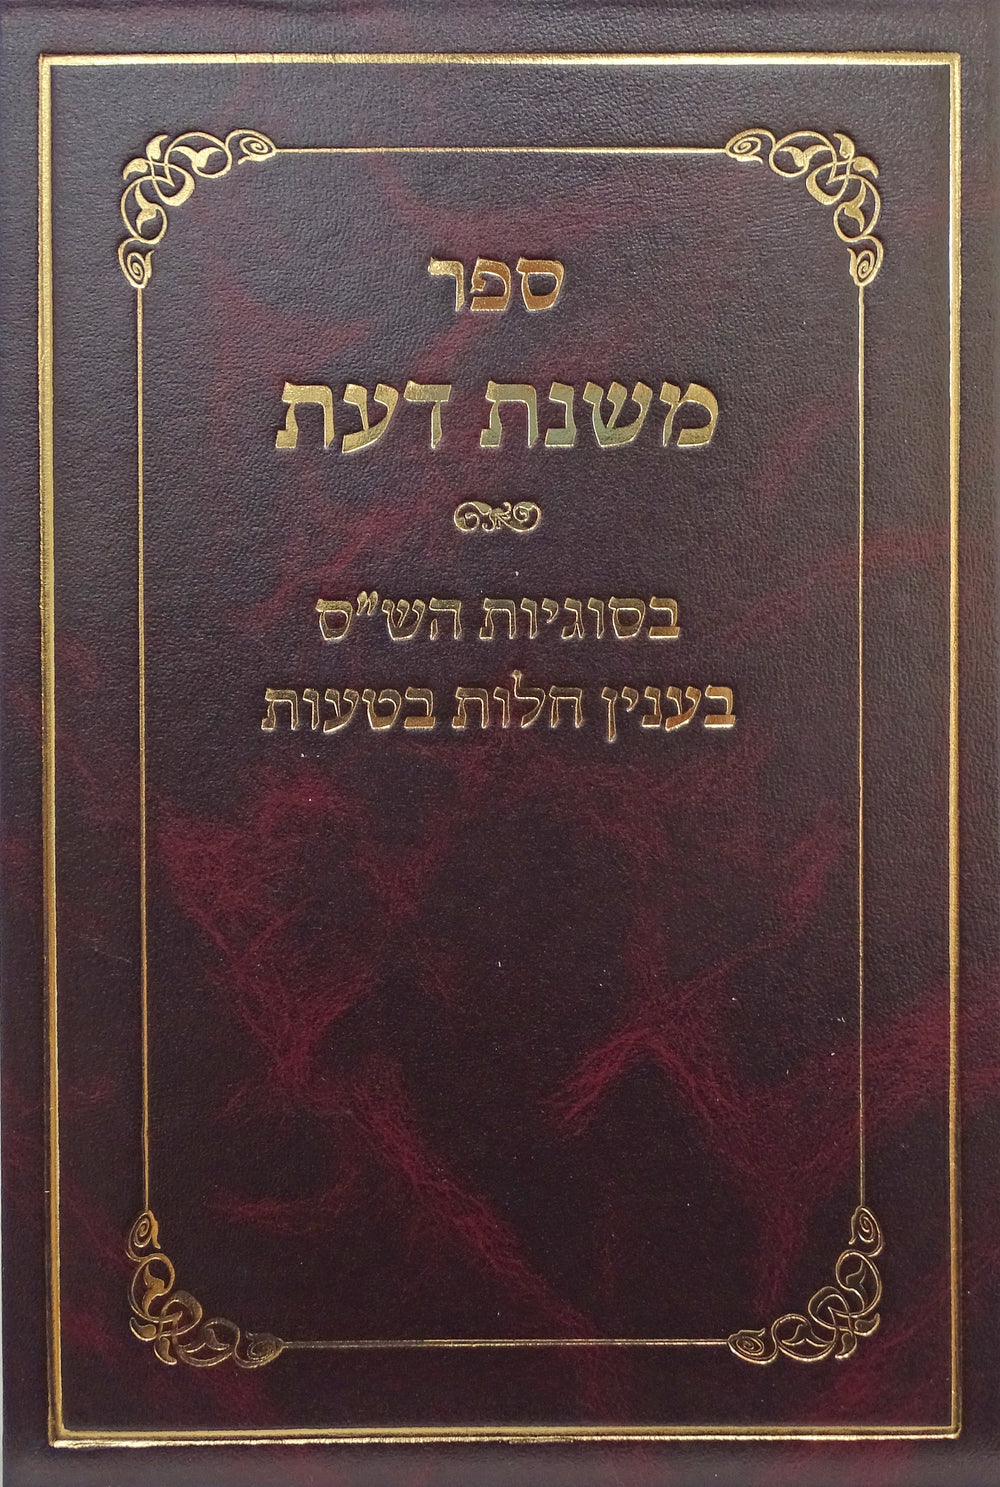 ספר
משנת דעת
בסוגיות הש"ס
בענין חלות בטעות